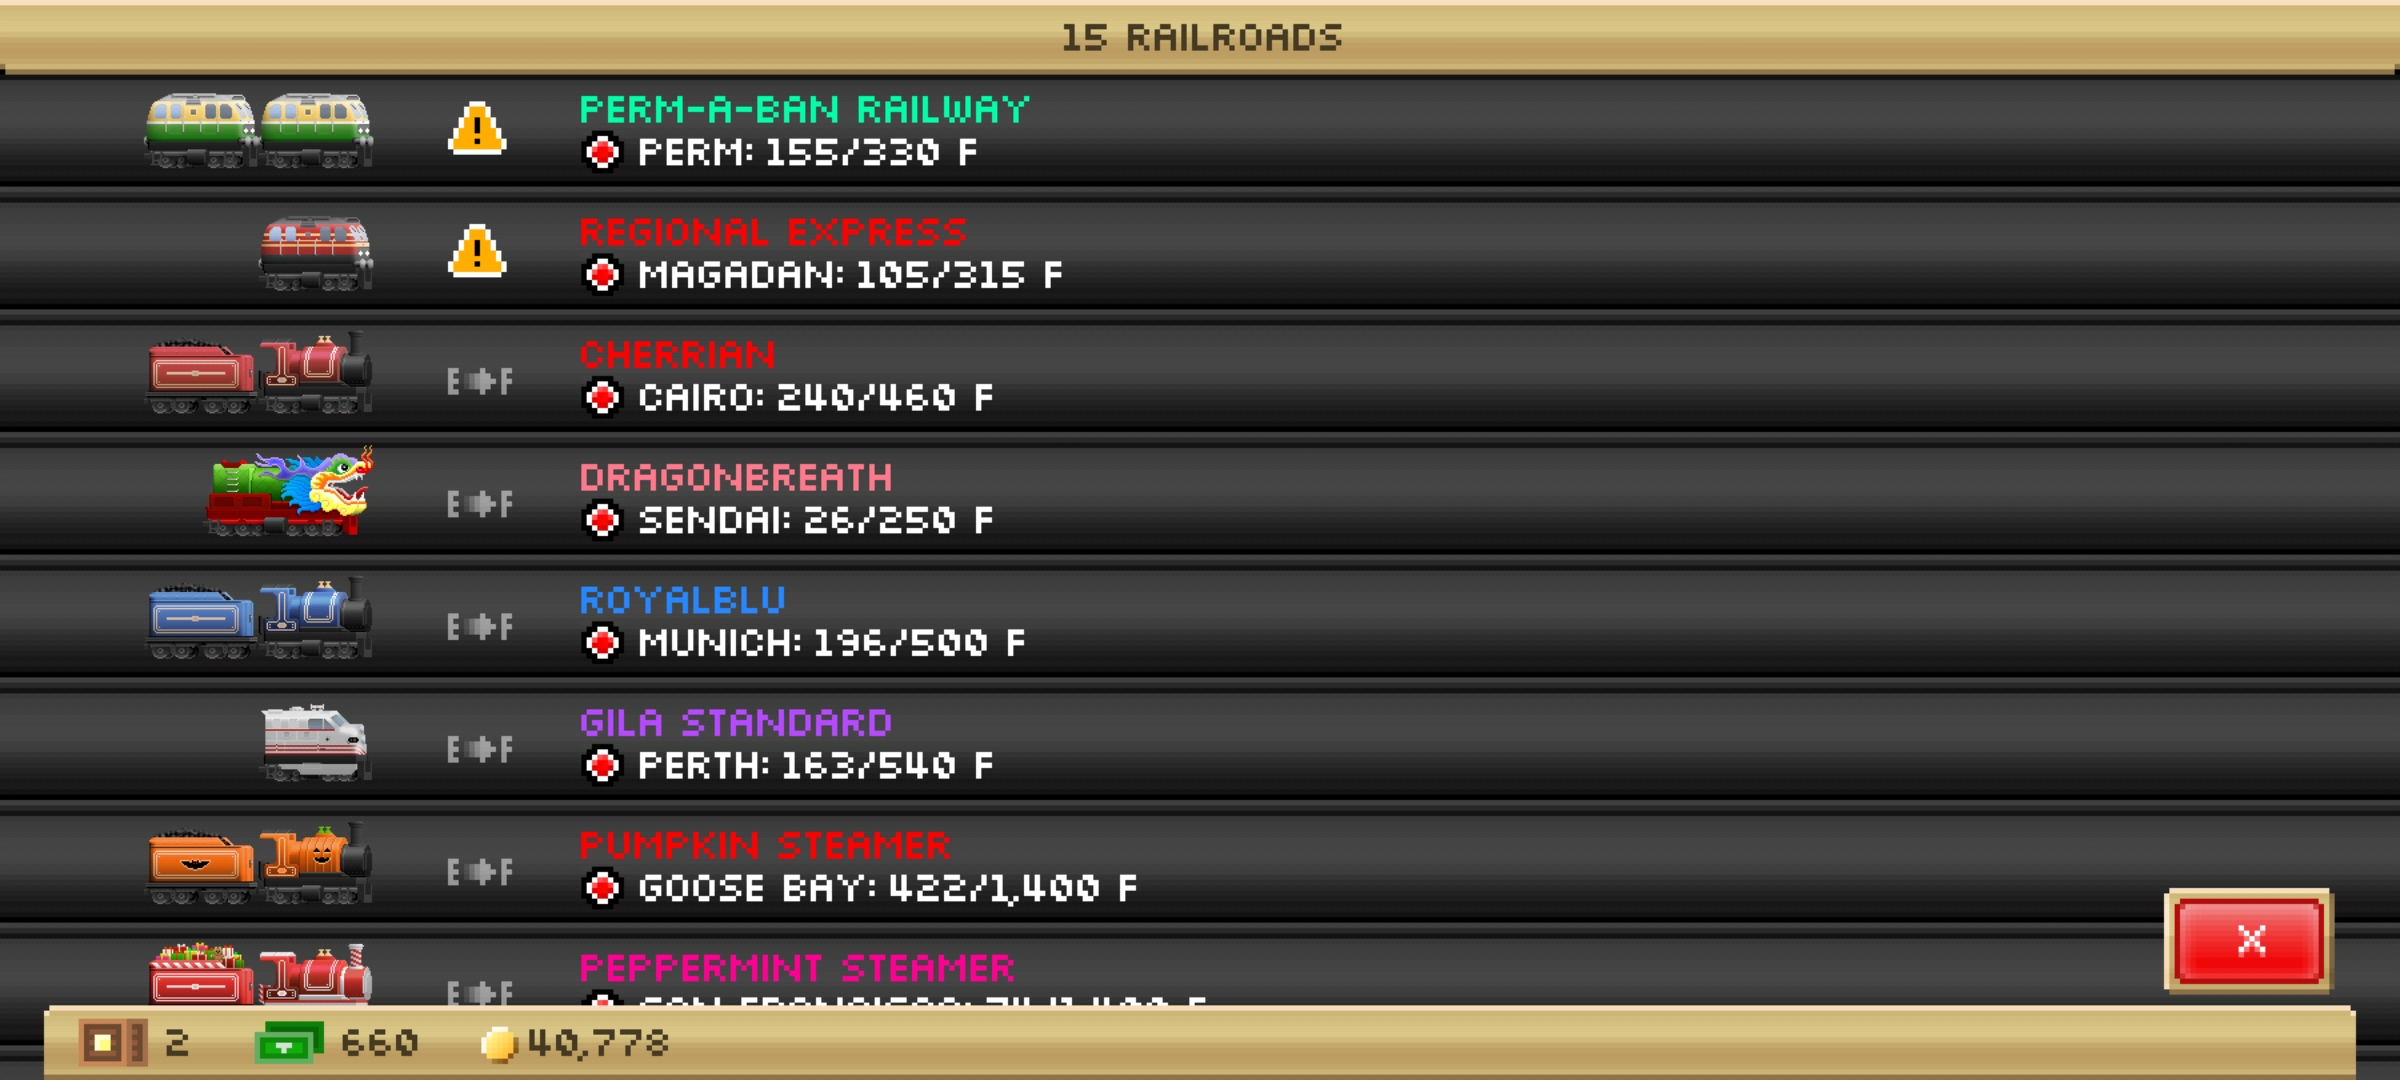 15 RAILROADS
PERM-A-BAN RAILWAY
PERM: 155/330 F
REGIONAL EXPRESS
MAGADAN: 105/315 F
E F
CHERRIAN
CAIRO: 240/460 F
E F
DRAGONBREATH
SENDAI: 26/250 F
E F
ROYALBLU
MUNICH: 196/500 F
E F
GILA STANDARD
PERTH: 163/540 F
E F
PUMPKIN STEAMER
GOOSE BAY: 422/1,400 F
E F
PEPPERMINT STEAMER
X
2 660 40,778